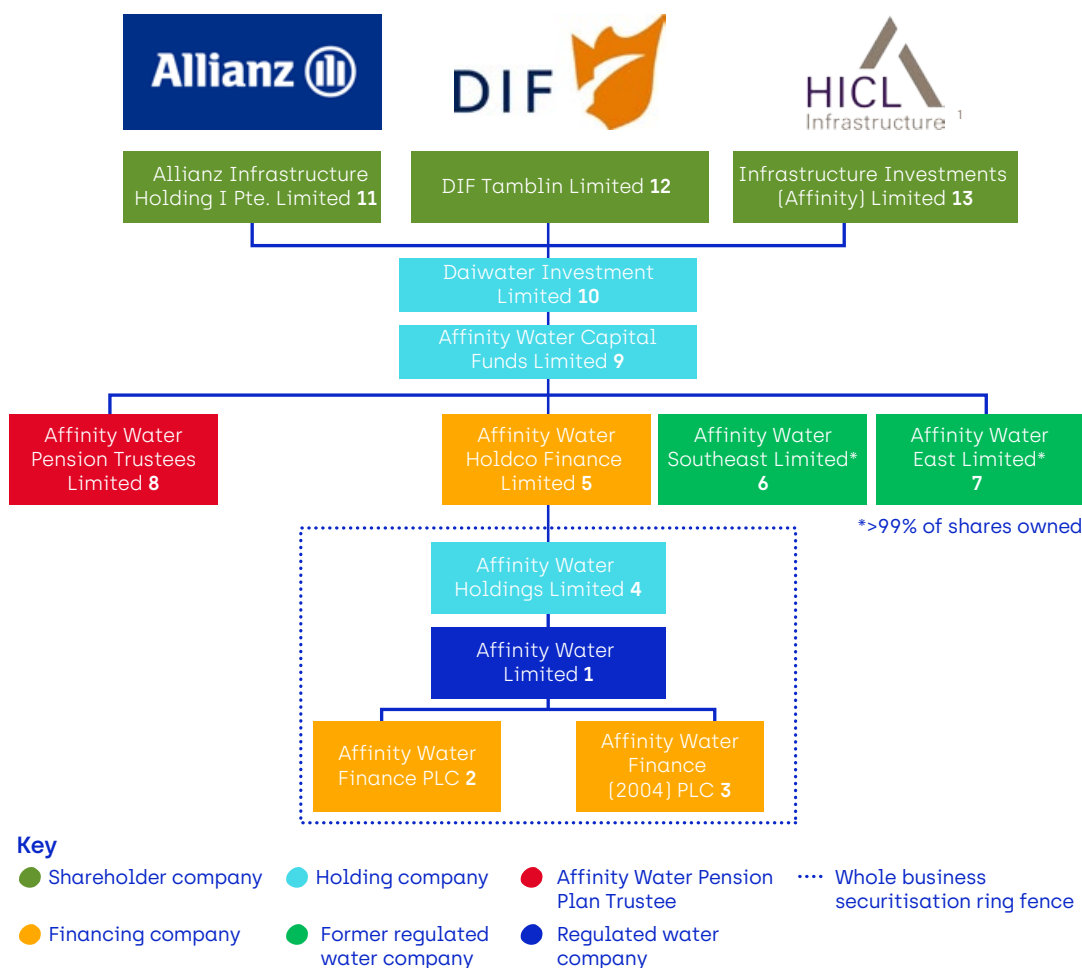 Allianz
DIF
HICL
Infrastructure 1
Allianz Infrastructure
Holding I Pte. Limited 11
DIF Tamblin Limited 12
Infrastructure Investments
(Affinity) Limited 13
Daiwater Investment
Limited 10
Affinity Water Capital
Funds Limited 9
Affinity Water
Pension Trustees
Limited 8
Affinity Water
Holdco Finance
Limited 5
Affinity Water
Southeast Limited*
6
Affinity Water
East Limited*
7
*>99% of shares owned
Affinity Water
Holdings Limited 4
Affinity Water
Limited 1
Affinity Water
Finance PLC 2
Affinity Water
Finance
(2004) PLC 3
Key
Shareholder company
Holding company
Affinity Water Pension
Plan Trustee
Whole business
securitisation ring fence
Financing company
Former regulated
water company
Regulated water
company